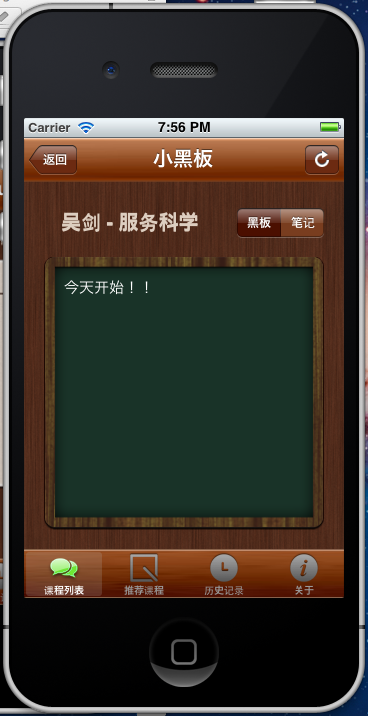 Carrier 7:56 PM
返回 小黑板
吴剑 - 服务科学 黑板 笔记
今天开始！！
课程列表 推荐课程 历史记录 关于